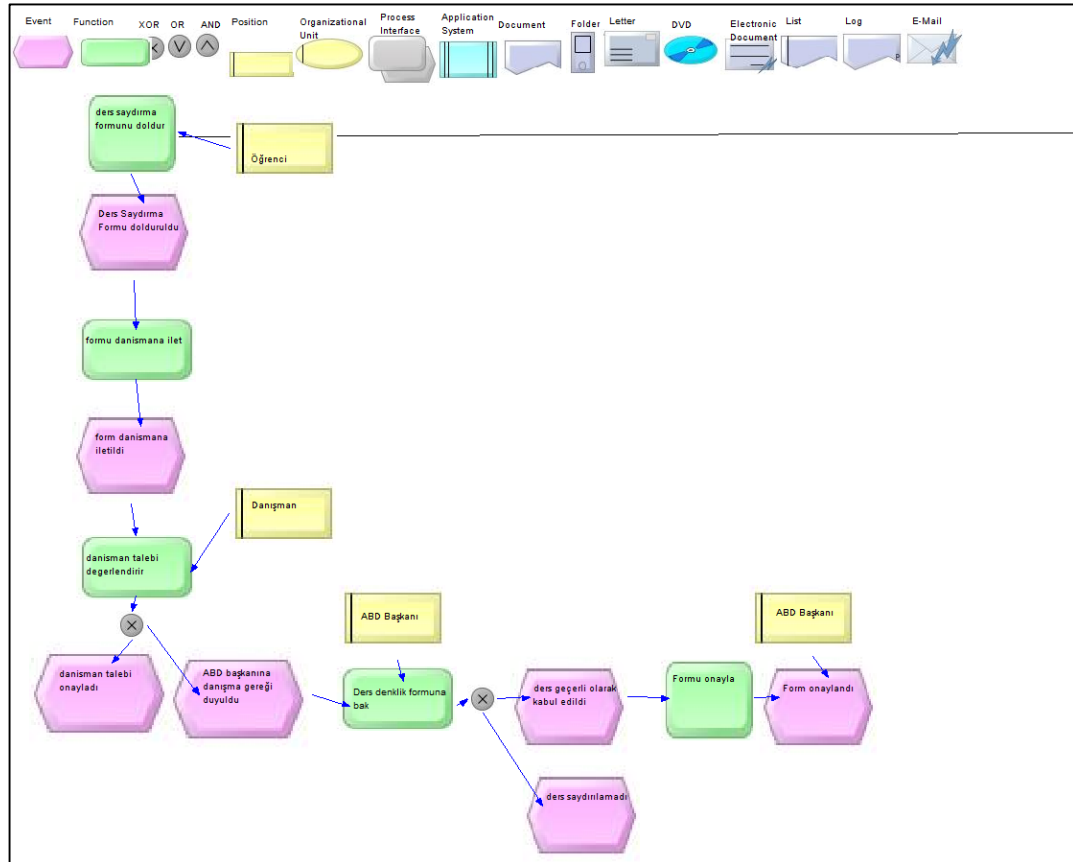 Event
Function
XOR
OR
AND
Position
Organizational
Unit
Process
Interface
Application
System
Document
Folder
Letter
DVD
Electronic
Document
List
Log
E-Mail
P
ders saydırma
formunu doldur
Öğrenci
Ders Saydırma
Formu dolduruldu
formu danismana ilet
form danismana
iletildi
Danışman
danisman talebi
degerlendirir
danisman talebi
onayladı
ABD başkanına
danışma gereği
duyuldu
ABD Başkanı
Ders denklik formuna
bak
ders geçerli olarak
kabul edildi
Formu onayla
ABD Başkanı
Form onaylandı
ders saydırılamadı